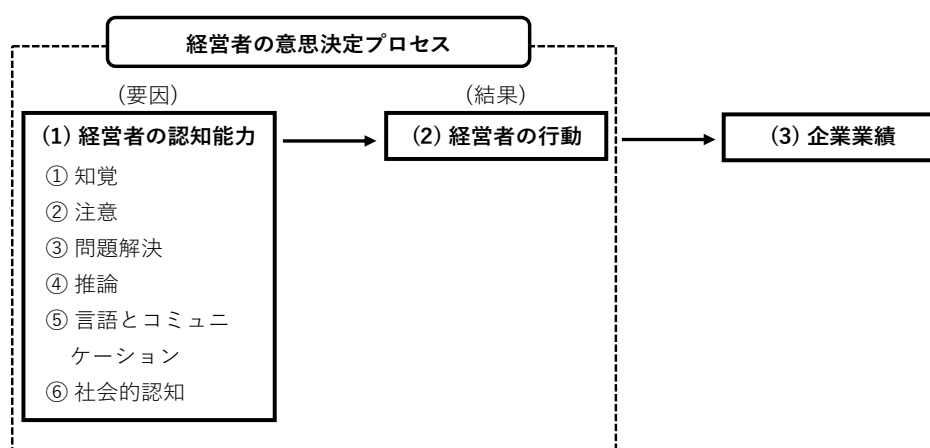 経営者の意思決定プロセス
(要因)
(結果)
(1) 経営者の認知能力
(2) 経営者の行動
(3) 企業業績
① 知覚
② 注意
③ 問題解決
④ 推論
⑤ 言語とコミュニ
ケーション
⑥ 社会的認知